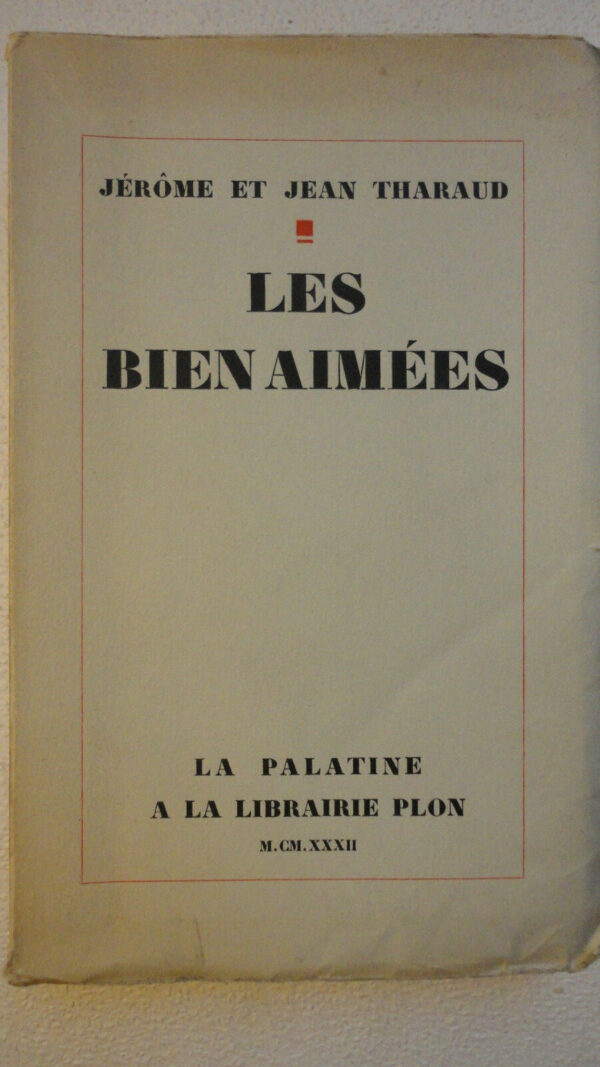 JÉRÔME ET JEAN THARAUD
LES
BIEN AIMÉES
LA PALATINE
A LA LIBRAIRIE PLON
M.CM.XXXII